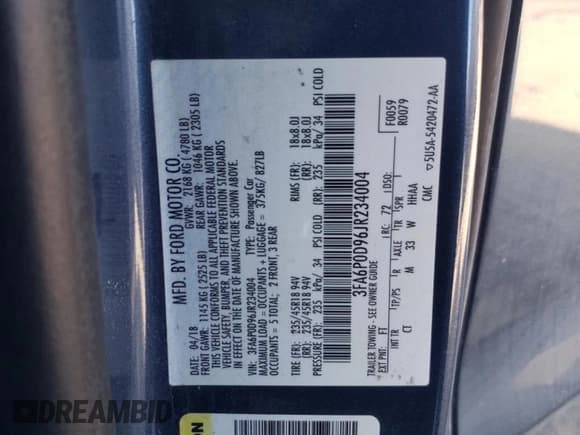 MFD. BY FORD MOTOR CO.
04/18 GVWR: 2168 KG ( 4780 LB)
FRONT GAWR: 1145 KG ( 2525 LB) REAR GAWR: 1046 KG ( 2305 LB)
THIS VEHICLE CONFORMS TO ALL APPLICABLE FEDERAL MOTOR
VEHICLE SAFETY, BUMPER, AND THEFT PREVENTION STANDARDS
IN EFFECT ON THE DATE OF MANUFACTURE SHOWN ABOVE.
VIN: 3FA6P0D96JR234004 TYPE: Passenger Car
MAXIMUM LOAD = OCCUPANTS + LUGGAGE = 375KG/ 827LB
OCCUPANTS = 5 TOTAL: 2 FRONT, 3 REAR
TIRE (FR): 235/45R18 94V RIMS (FR): 18x8.0J
(RR): 235/45R18 94V (RR): 18x8.0J
PRESSURE (FR): 235 kPa/ 34 PSI COLD (RR): 235 kPa/ 34 PSI COLD
3FA6P0D96JR234004
TRAILER TOWING - SEE OWNER GUIDE
F0059
R0079
EXT PNT: FT RC: 72 DSO:
INT TR TP/PS R AXLE TR SPR
CT M 33 W HHAA
CMC 5U5A-5420472-AA
ON
DREAMBID